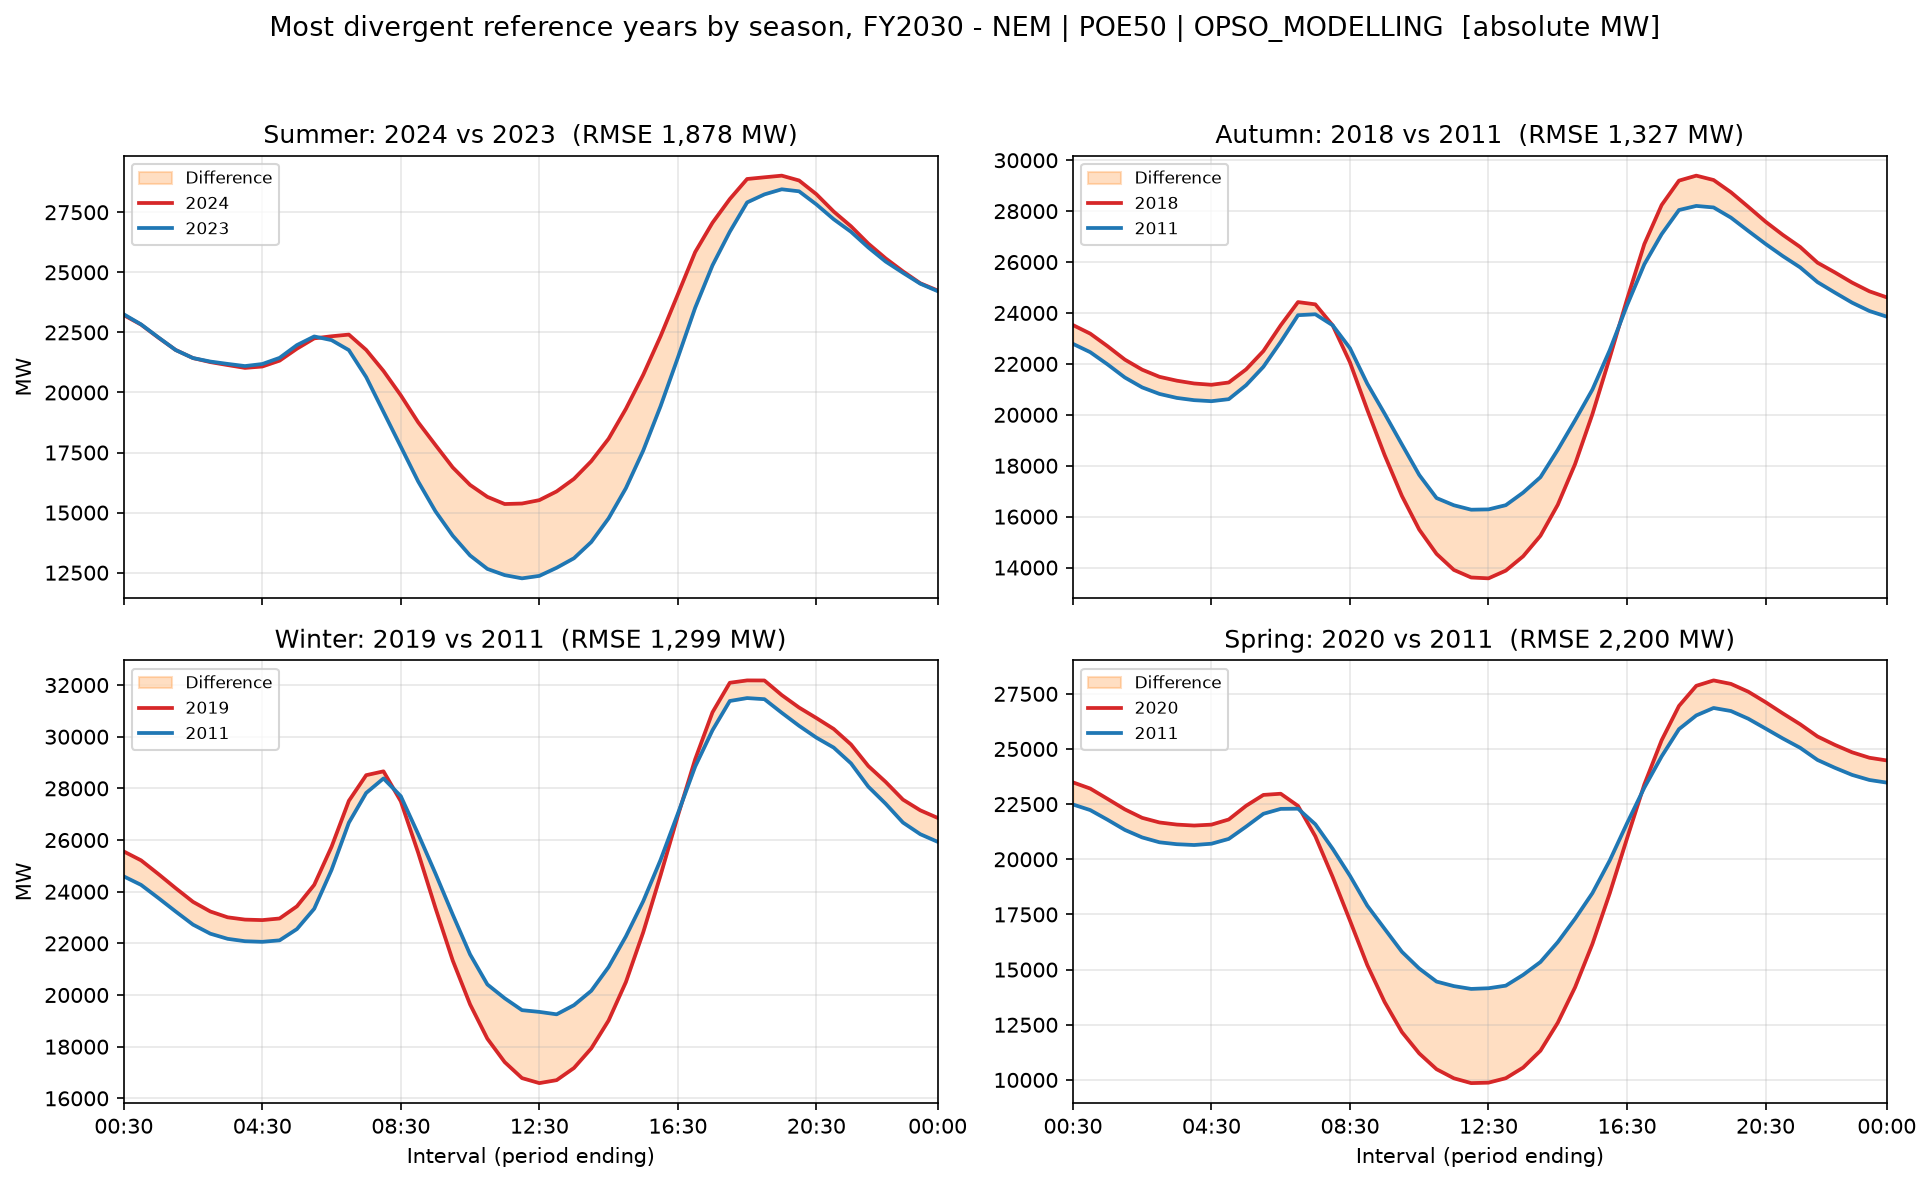 Most divergent reference years by season, FY2030 - NEM | POE50 | OPSO_MODELLING  [absolute MW]
Summer: 2024 vs 2023  (RMSE 1,878 MW)
Difference
2024
2023
27500
25000
22500
20000
17500
15000
12500
MW
Autumn: 2018 vs 2011  (RMSE 1,327 MW)
Difference
2018
2011
30000
28000
26000
24000
22000
20000
18000
16000
14000
Winter: 2019 vs 2011  (RMSE 1,299 MW)
Difference
2019
2011
32000
30000
28000
26000
24000
22000
20000
18000
16000
MW
00:30 04:30 08:30 12:30 16:30 20:30 00:00
Interval (period ending)
Spring: 2020 vs 2011  (RMSE 2,200 MW)
Difference
2020
2011
27500
25000
22500
20000
17500
15000
12500
10000
00:30 04:30 08:30 12:30 16:30 20:30 00:00
Interval (period ending)